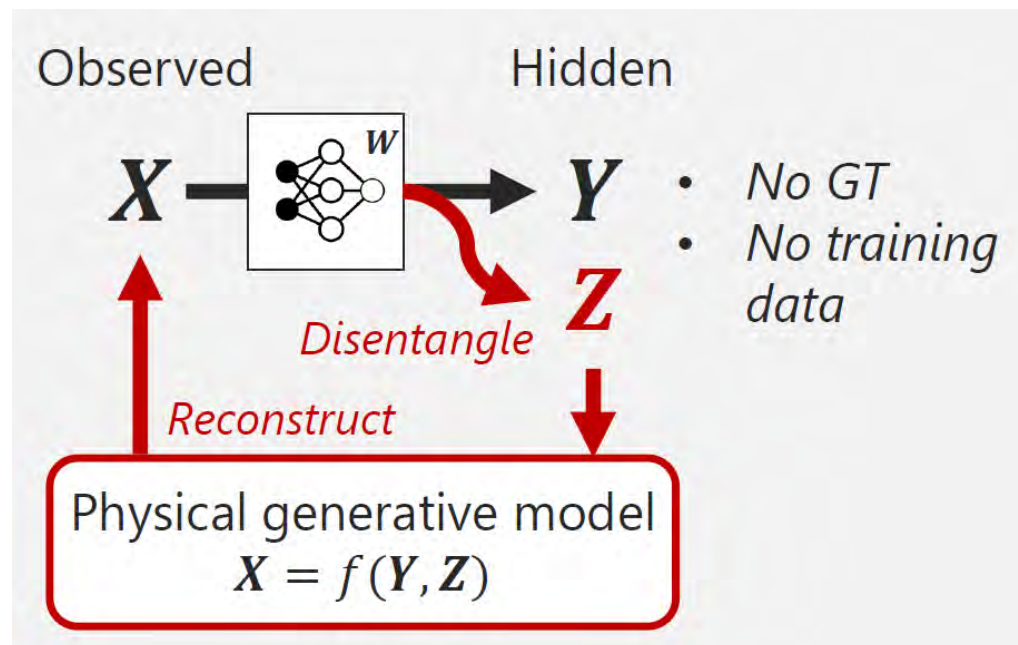 Observed
Hidden
W
X
Y
• No GT
• No training
data
Z
Disentangle
Reconstruct
Physical generative model
X = f(Y, Z)